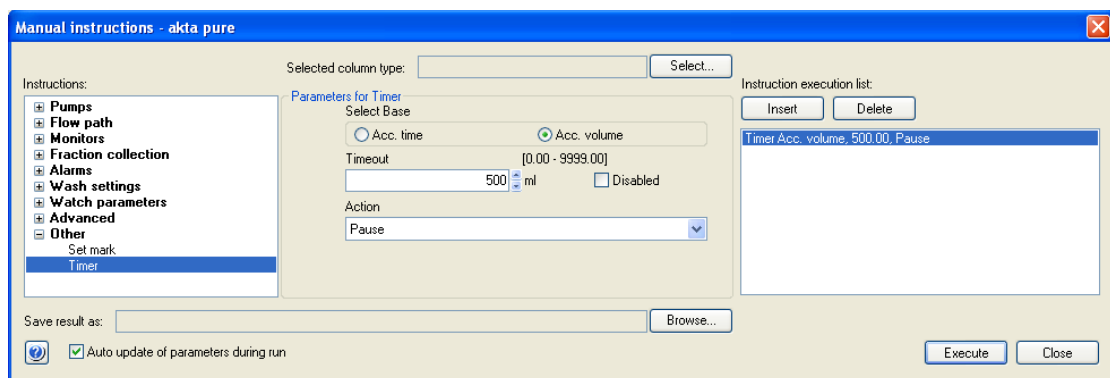 Manual instructions - akta pure
Selected column type:
Select...
Instructions:
Pumps
Flow path
Monitors
Fraction collection
Alarms
Wash settings
Watch parameters
Advanced
Other
Set mark
Timer
Parameters for Timer
Select Base
Acc. time
Acc. volume
Timeout
[0.00 - 9999.00]
500
ml
Disabled
Action
Pause
Instruction execution list:
Insert
Delete
Timer Acc. volume, 500.00, Pause
Save result as:
Browse...
Auto update of parameters during run
Execute
Close